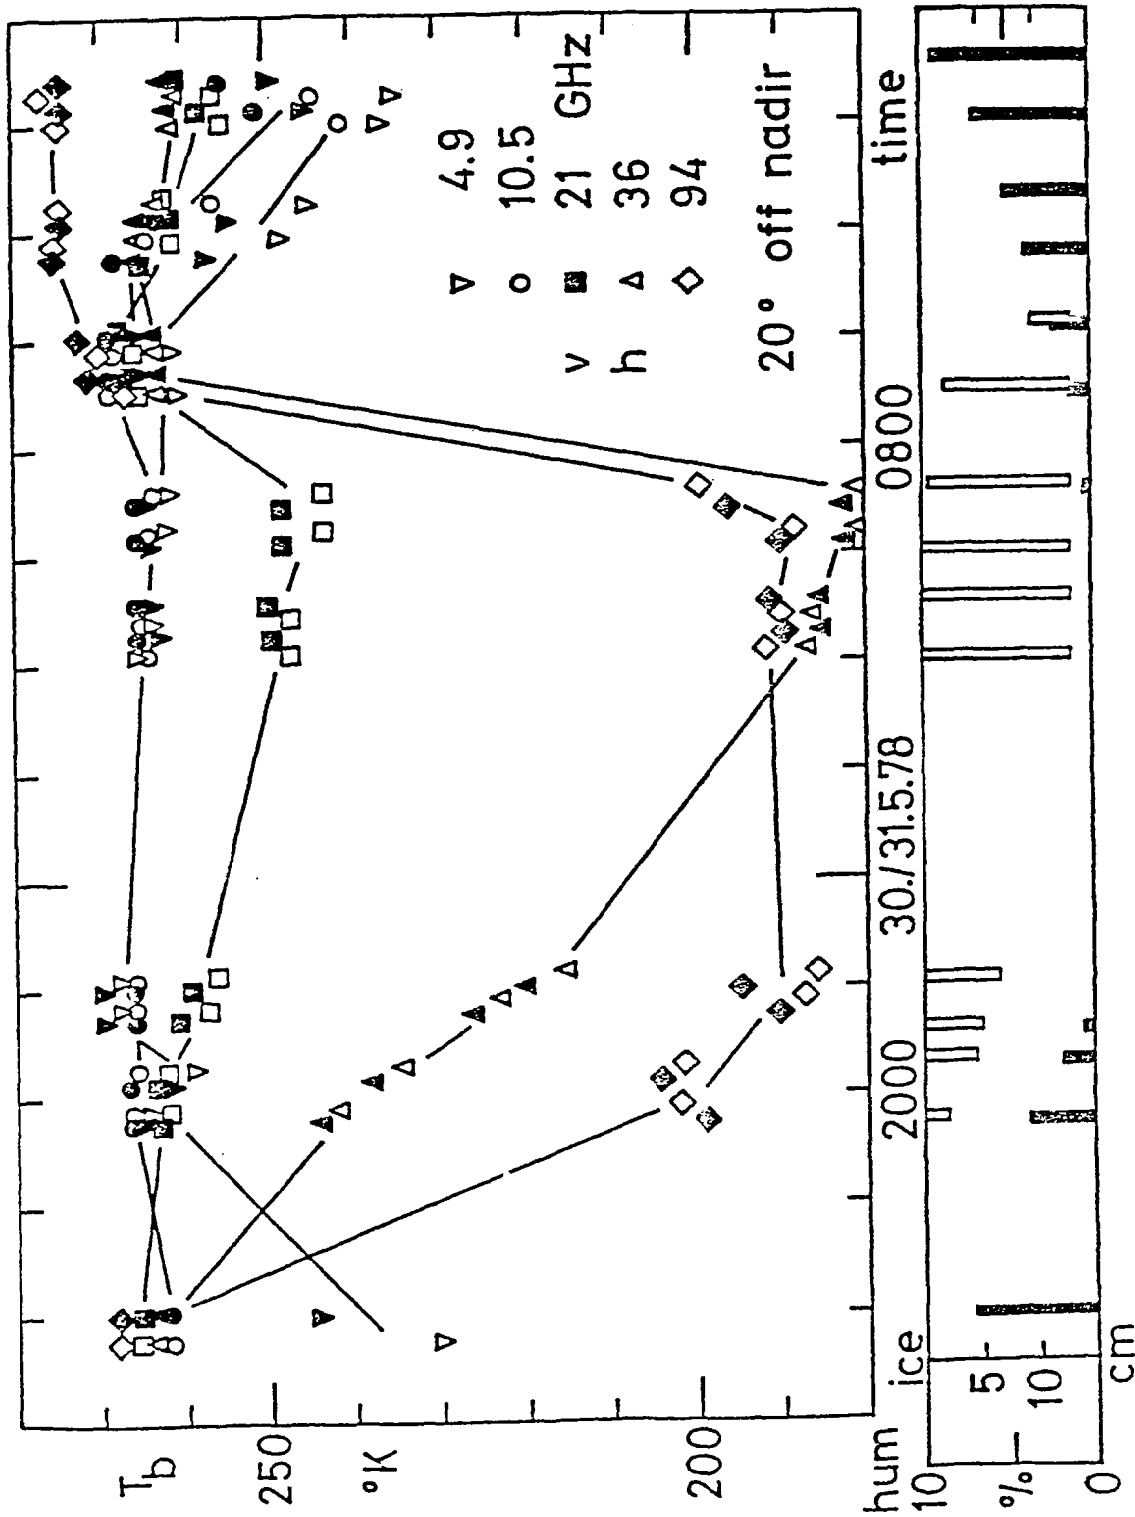 T_b
250
°K
200
▽ 4.9
○ 10.5
v ■ 21 GHz
h △ 36
◇ 94
20° off nadir
ice 2000 30./31.5.78 0800 time
hum
10
%
0
5
10
cm